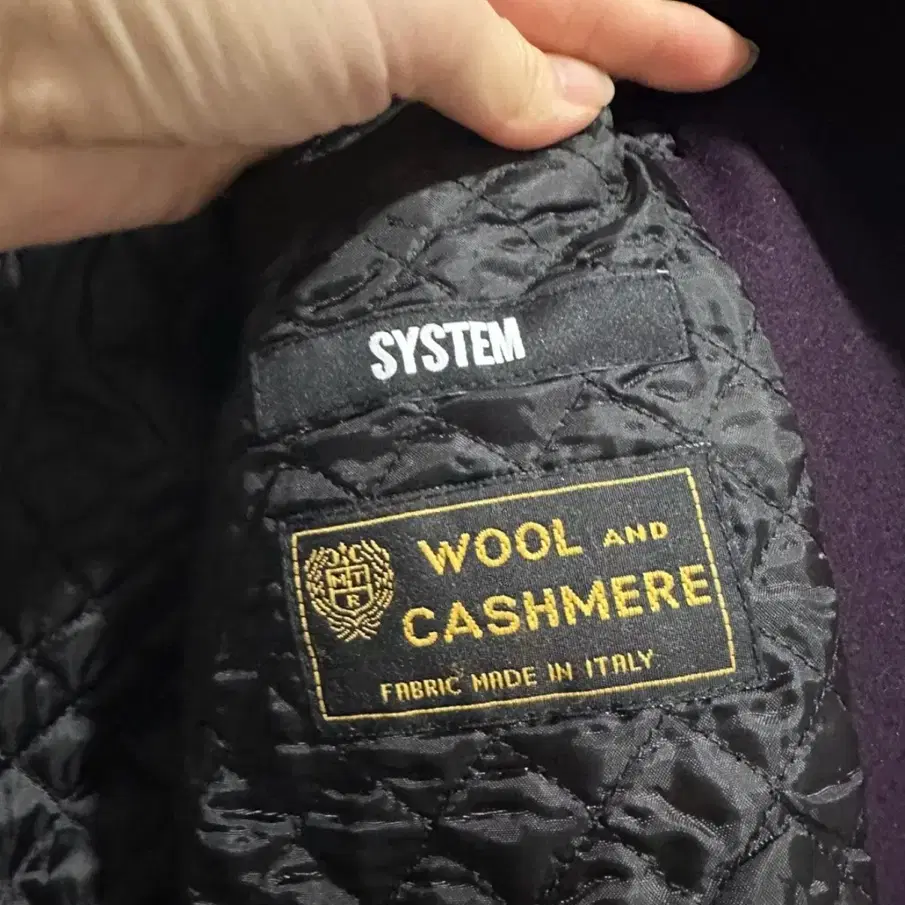 SYSTEM
WOOL AND
CASHMERE
FABRIC MADE IN ITALY